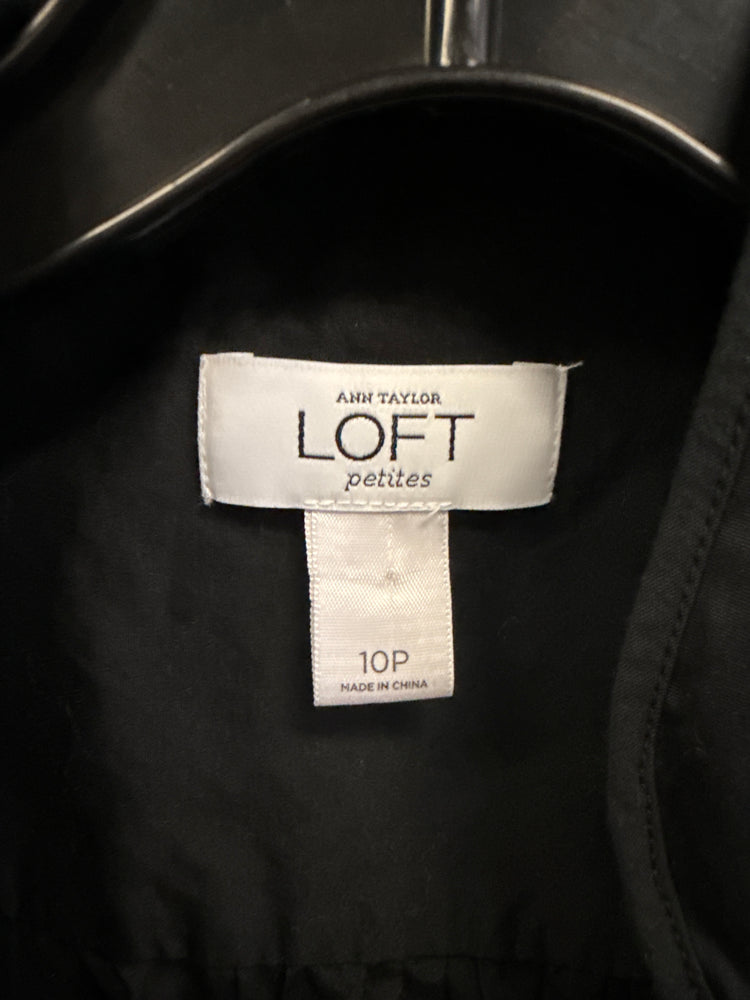 ANN TAYLOR
LOFT
petites
10P
MADE IN CHINA